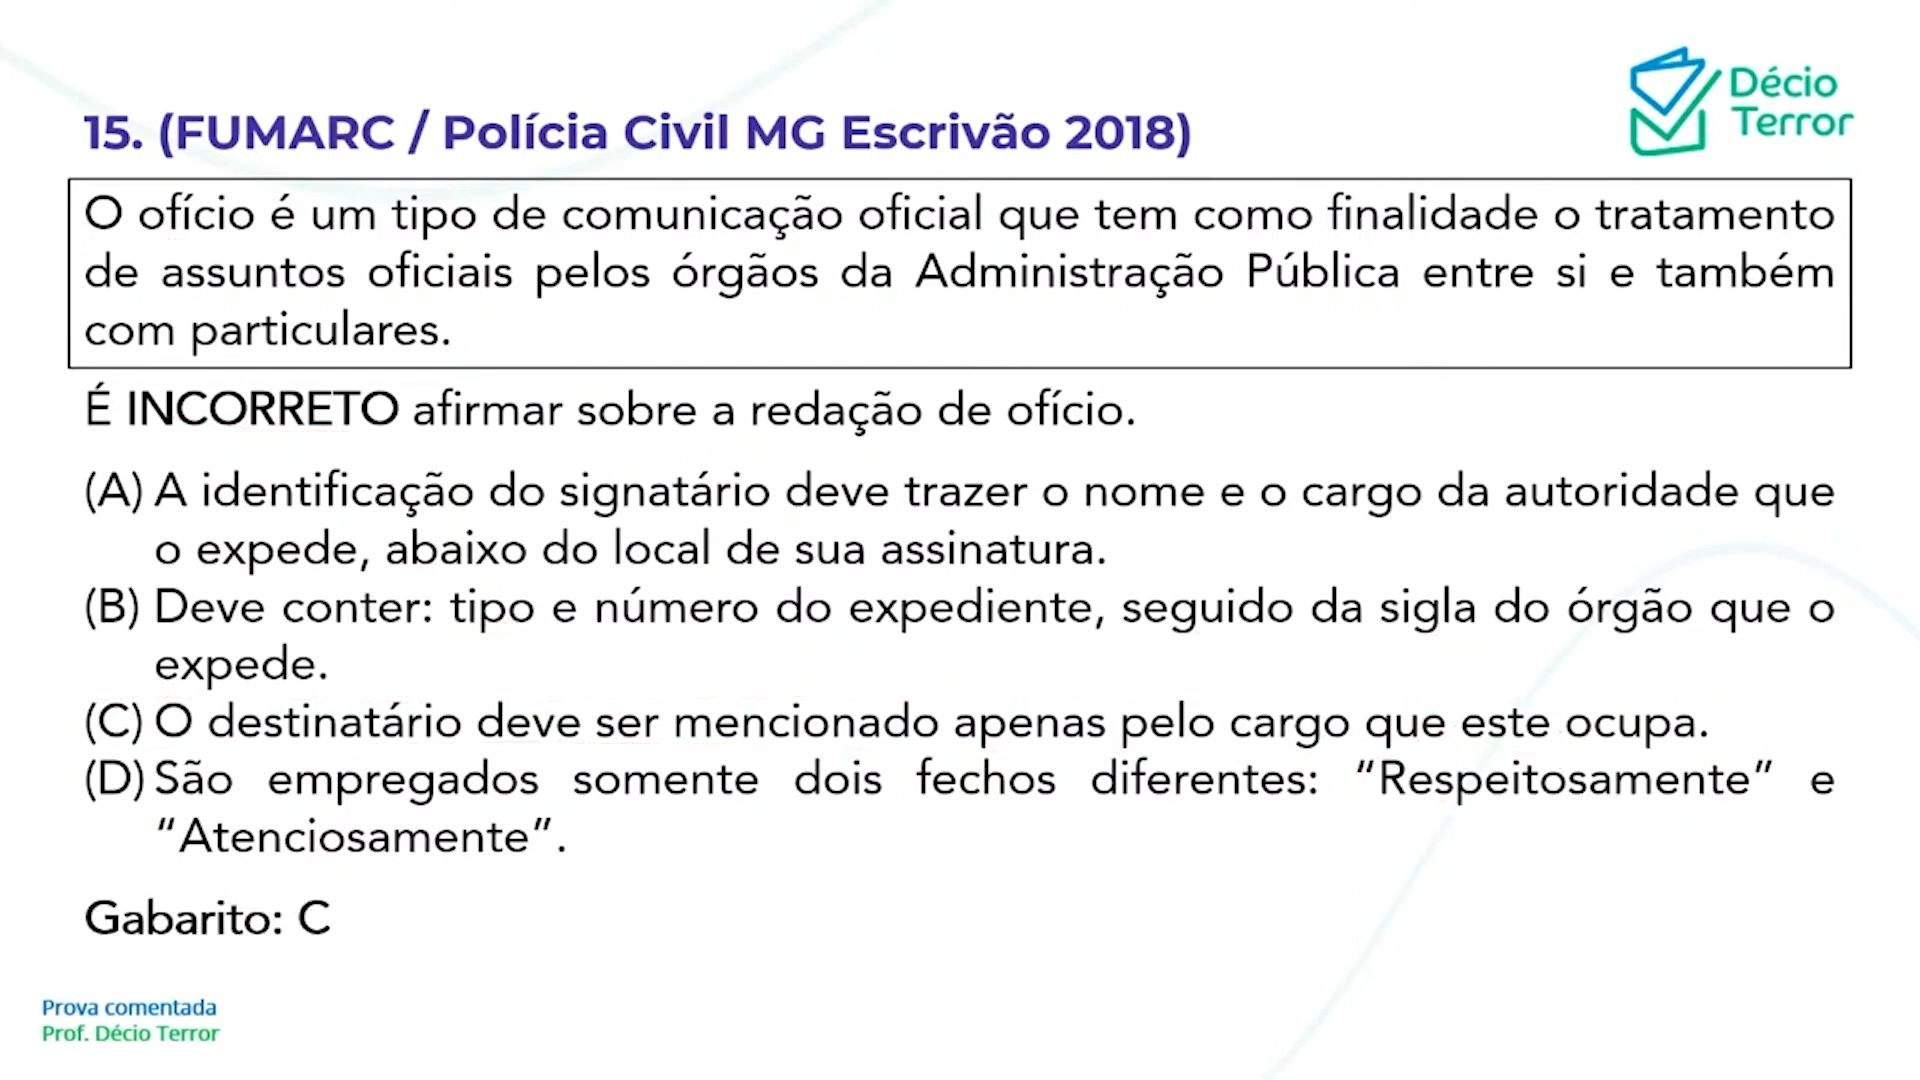 Décio
Terror
15. (FUMARC / Polícia Civil MG Escrivão 2018)
O ofício é um tipo de comunicação oficial que tem como finalidade o tratamento
de assuntos oficiais pelos órgãos da Administração Pública entre si e também
com particulares.
É INCORRETO afirmar sobre a redação de ofício.
(A) A identificação do signatário deve trazer o nome e o cargo da autoridade que
o expede, abaixo do local de sua assinatura.
(B) Deve conter: tipo e número do expediente, seguido da sigla do órgão que o
expede.
(C) O destinatário deve ser mencionado apenas pelo cargo que este ocupa.
(D) São empregados somente dois fechos diferentes: “Respeitosamente” e
“Atenciosamente”.
Gabarito: C
Prova comentada
Prof. Décio Terror